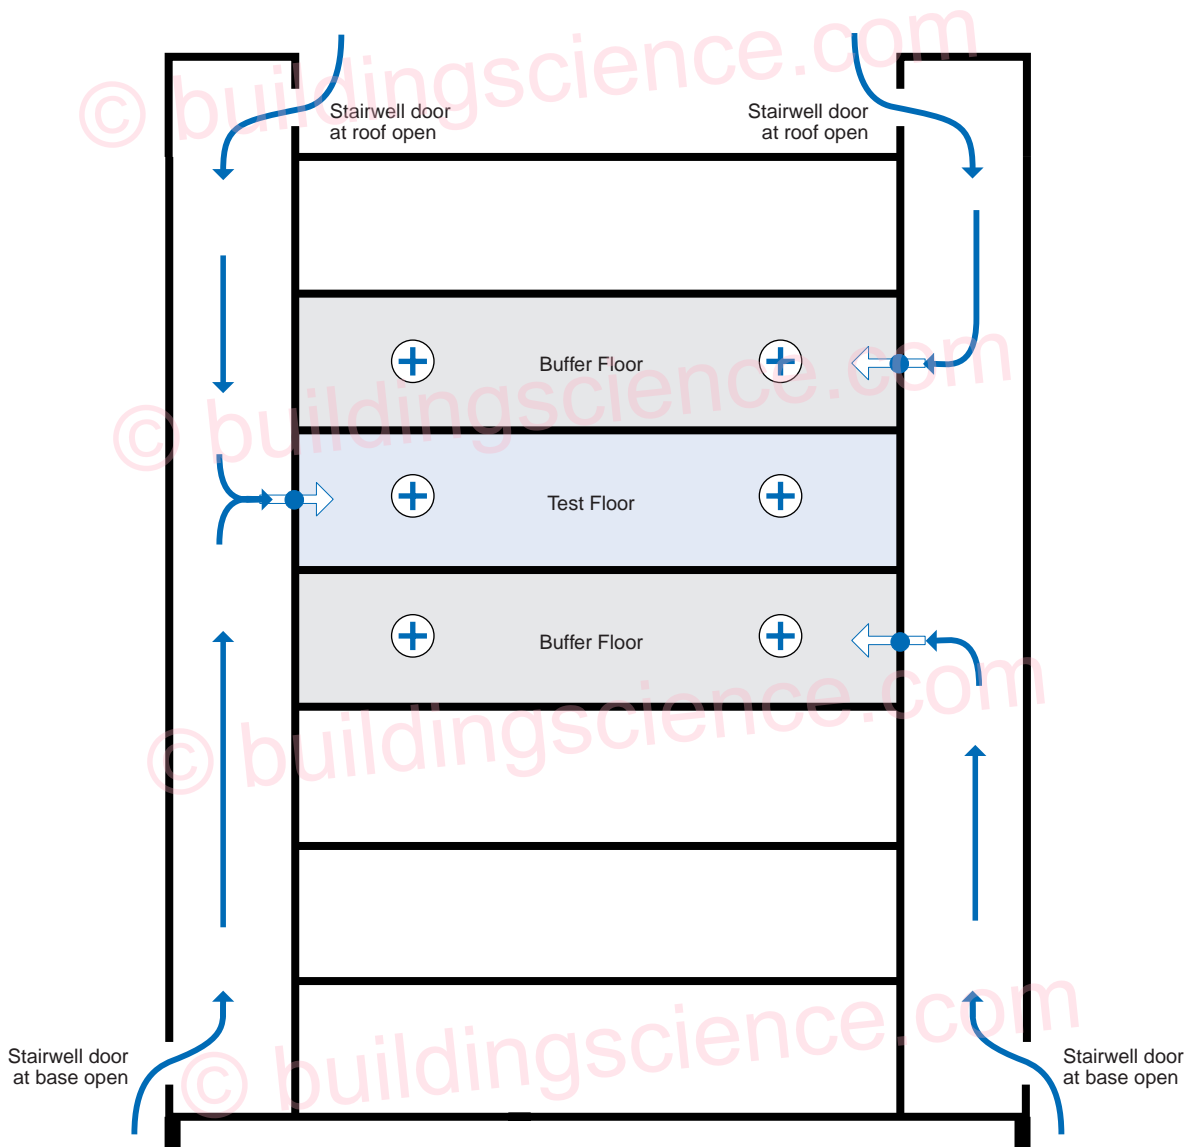 © buildingscience.com
Stairwell door
at roof open
Stairwell door
at roof open
© buildingscience.com
Buffer Floor
Test Floor
Buffer Floor
© buildingscience.com
© buildingscience.com
Stairwell door
at base open
Stairwell door
at base open